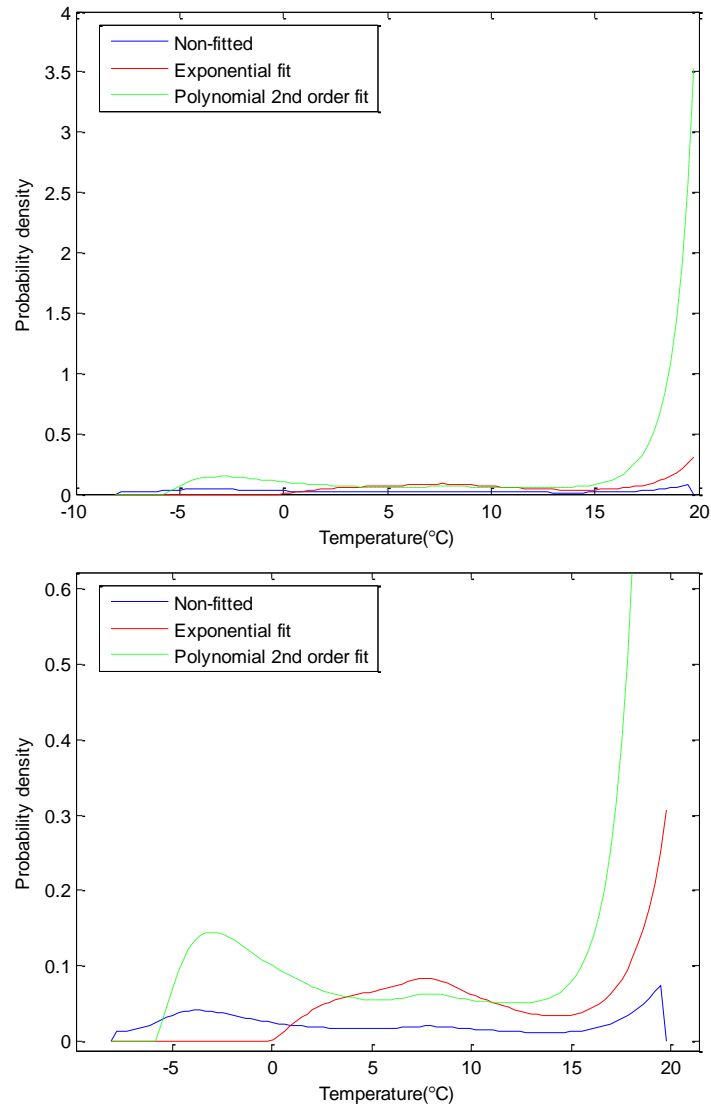 4
3.5
3
2.5
2
1.5
1
0.5
0
Probability density
Non-fitted
Exponential fit
Polynomial 2nd order fit
-10
-5
0
5
10
15
20
Temperature(°C)
0.6
0.5
0.4
0.3
0.2
0.1
0
Probability density
Non-fitted
Exponential fit
Polynomial 2nd order fit
-5
0
5
10
15
20
Temperature(°C)